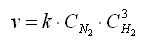 v = k · C_{N_2} · C_{H_2}^3